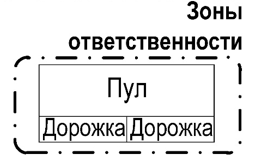 Зоны
ответственности
Пул
Дорожка Дорожка